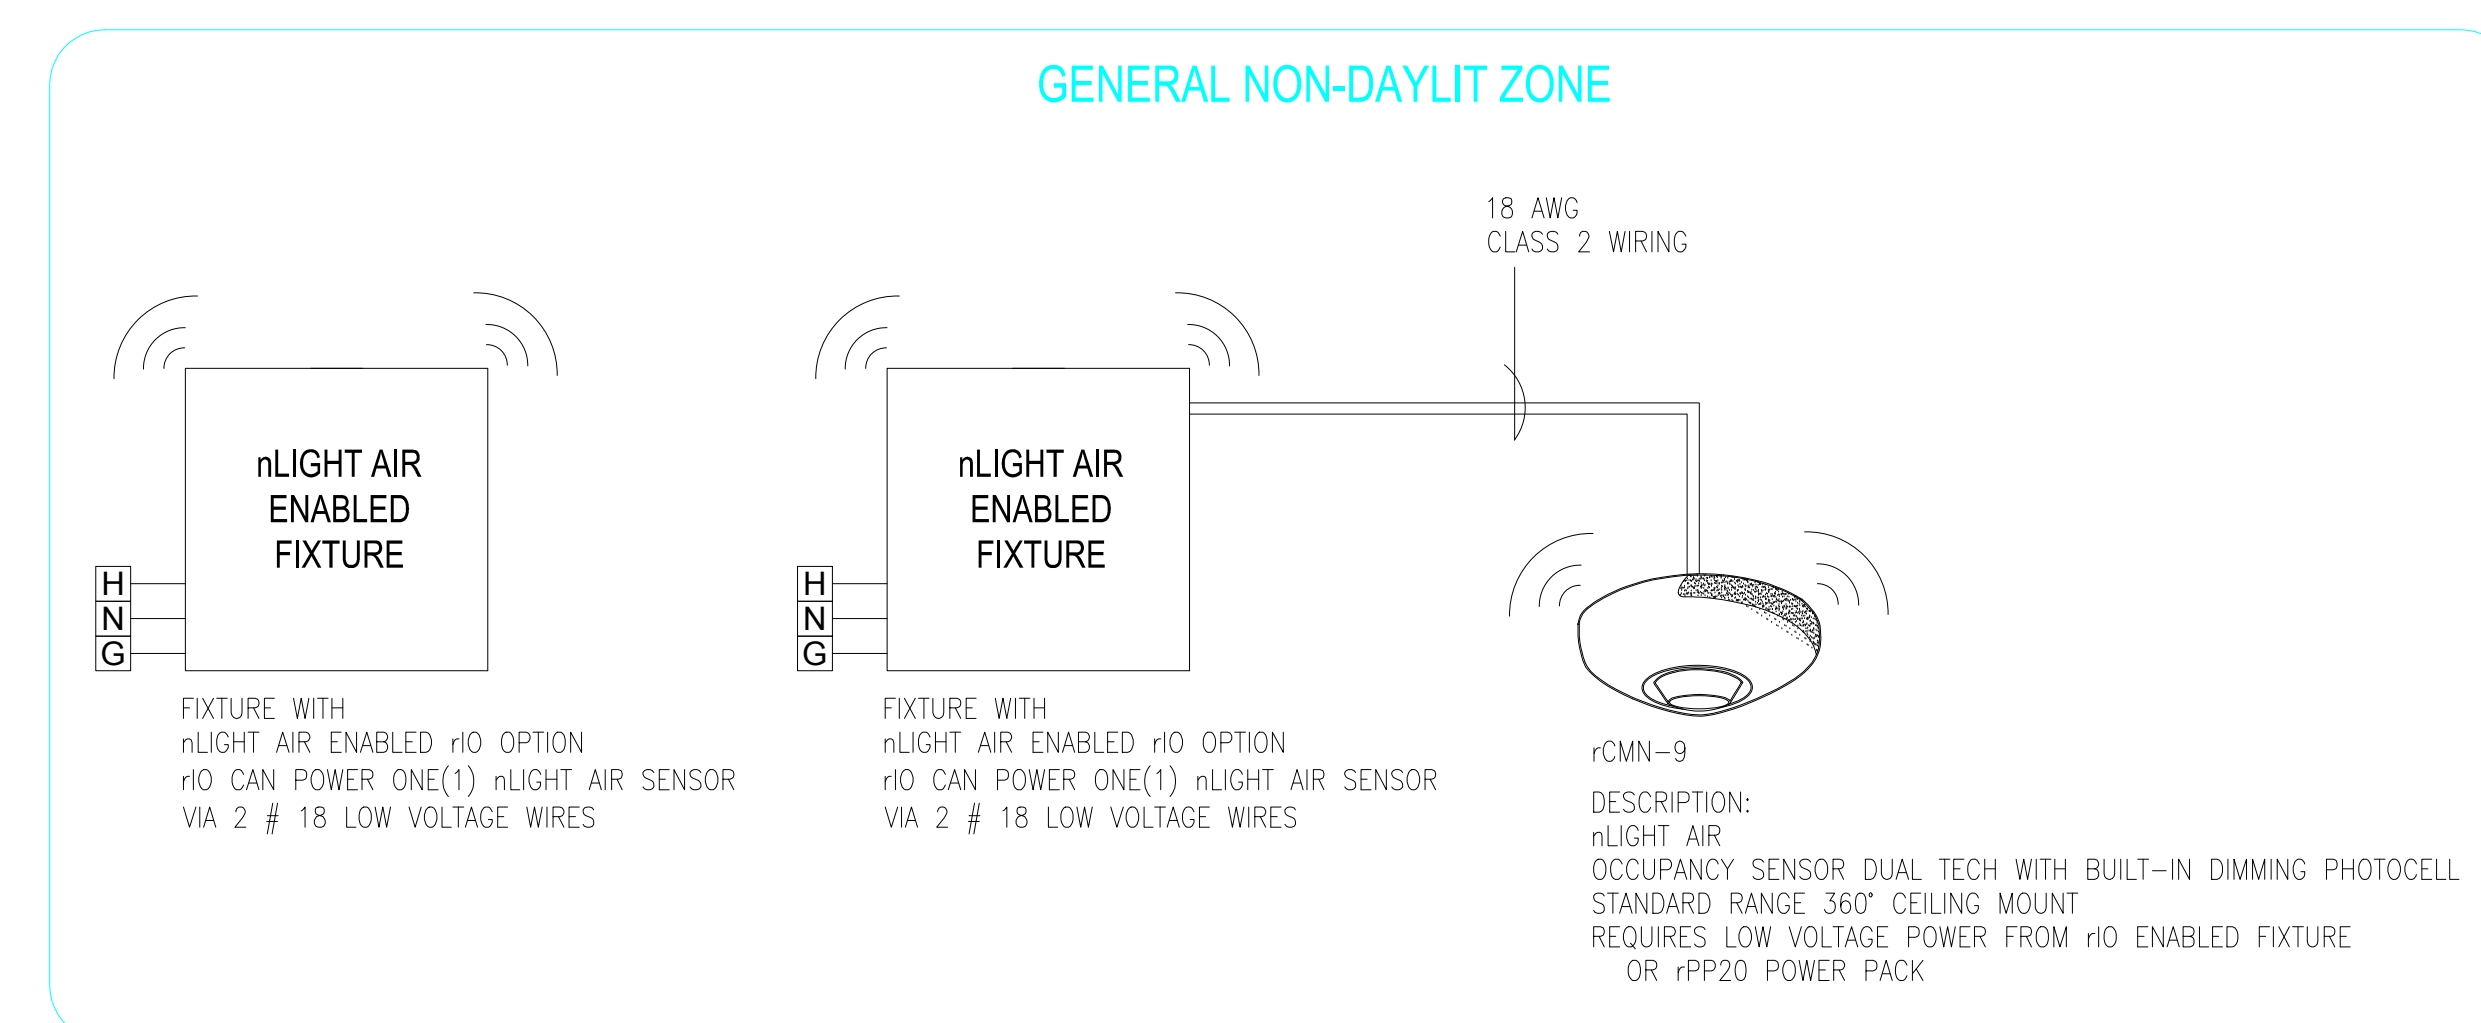 GENERAL NON-DAYLIT ZONE
18 AWG
CLASS 2 WIRING
nLIGHT AIR
ENABLED
FIXTURE
H
N
G
FIXTURE WITH
nLIGHT AIR ENABLED rIO OPTION
rIO CAN POWER ONE(1) nLIGHT AIR SENSOR
VIA 2 # 18 LOW VOLTAGE WIRES
nLIGHT AIR
ENABLED
FIXTURE
H
N
G
FIXTURE WITH
nLIGHT AIR ENABLED rIO OPTION
rIO CAN POWER ONE(1) nLIGHT AIR SENSOR
VIA 2 # 18 LOW VOLTAGE WIRES
rCMN-9
DESCRIPTION:
nLIGHT AIR
OCCUPANCY SENSOR DUAL TECH WITH BUILT-IN DIMMING PHOTOCELL
STANDARD RANGE 360° CEILING MOUNT
REQUIRES LOW VOLTAGE POWER FROM rIO ENABLED FIXTURE
OR rPP20 POWER PACK